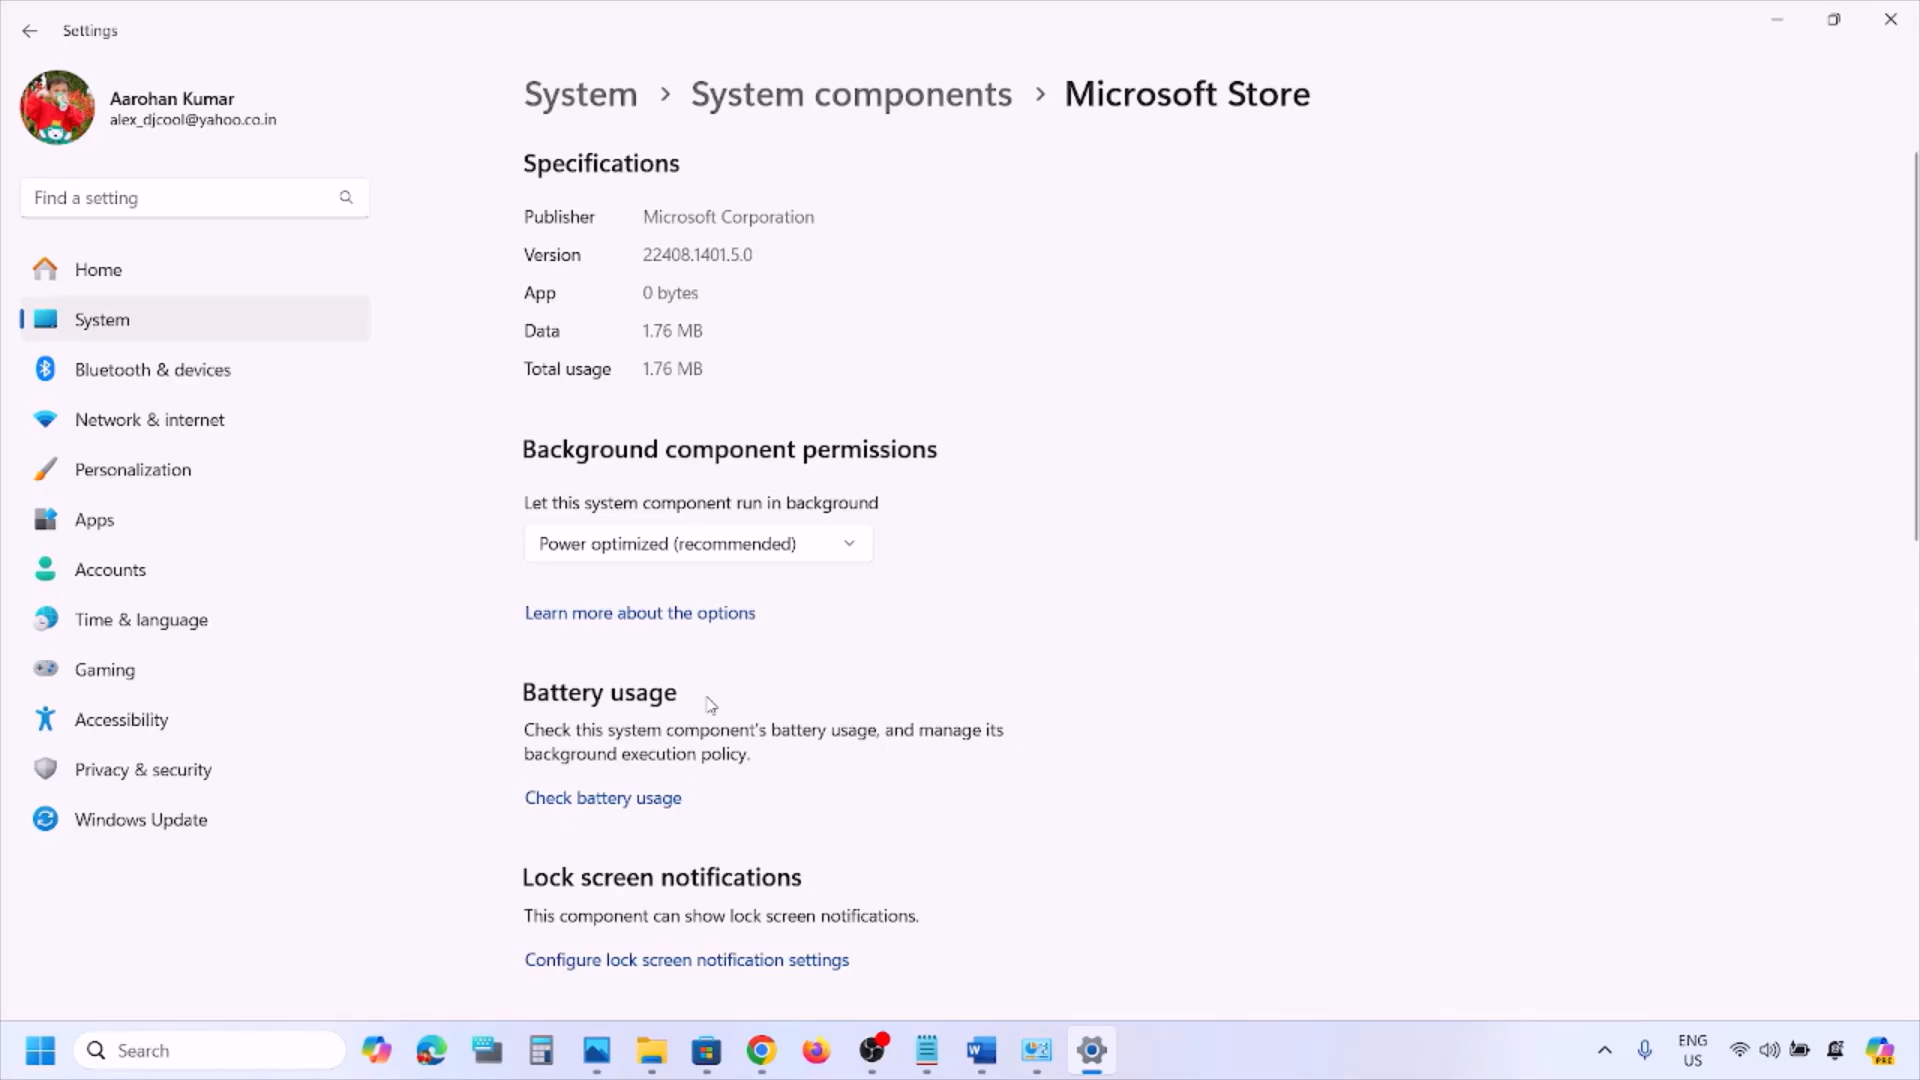 Settings
Aarohan Kumar
alex_djcool@yahoo.co.in
Find a setting
Home
System
Bluetooth & devices
Network & internet
Personalization
Apps
Accounts
Time & language
Gaming
Accessibility
Privacy & security
Windows Update
System > System components > Microsoft Store
Specifications
Publisher Microsoft Corporation
Version 22408.1401.5.0
App 0 bytes
Data 1.76 MB
Total usage 1.76 MB
Background component permissions
Let this system component run in background
Power optimized (recommended)
Learn more about the options
Battery usage
Check this system component's battery usage, and manage its
background execution policy.
Check battery usage
Lock screen notifications
This component can show lock screen notifications.
Configure lock screen notification settings
Search
W
ENG
US
PRE